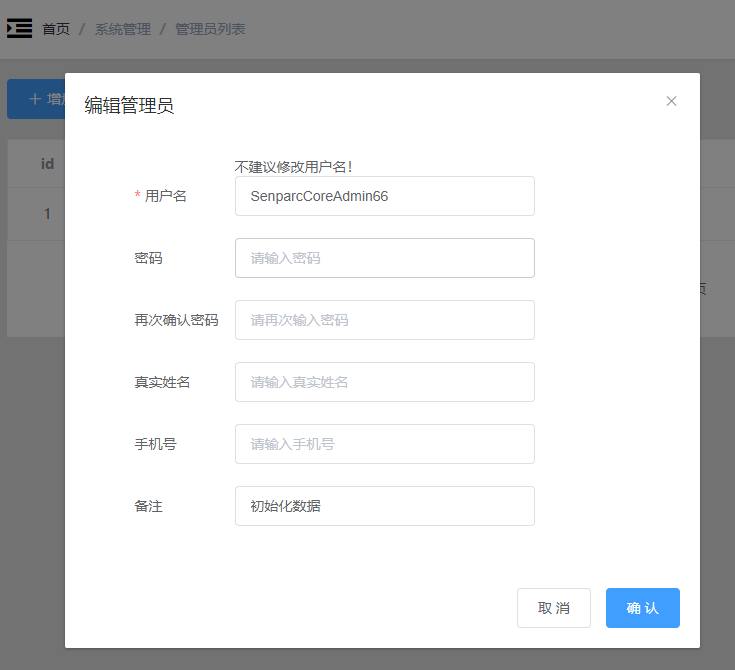 首页 / 系统管理 / 管理员列表
+ 增加
编辑管理员
id
不建议修改用户名!
* 用户名 SenparcCoreAdmin66
1
密码 请输入密码
页
再次确认密码 请再次输入密码
真实姓名 请输入真实姓名
手机号 请输入手机号
备注 初始化数据
取 消 确 认